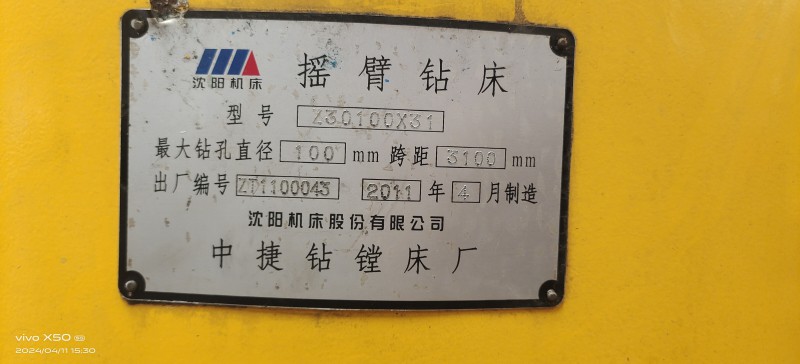 沈阳机床
摇臂钻床
型号 Z30100X31
最大钻孔直径 100 mm 跨距 3100 mm
出厂编号 ZT1100043 2011 年 4 月制造
沈阳机床股份有限公司
中捷钻镗床厂
vivo X50
2024/04/11 15:30